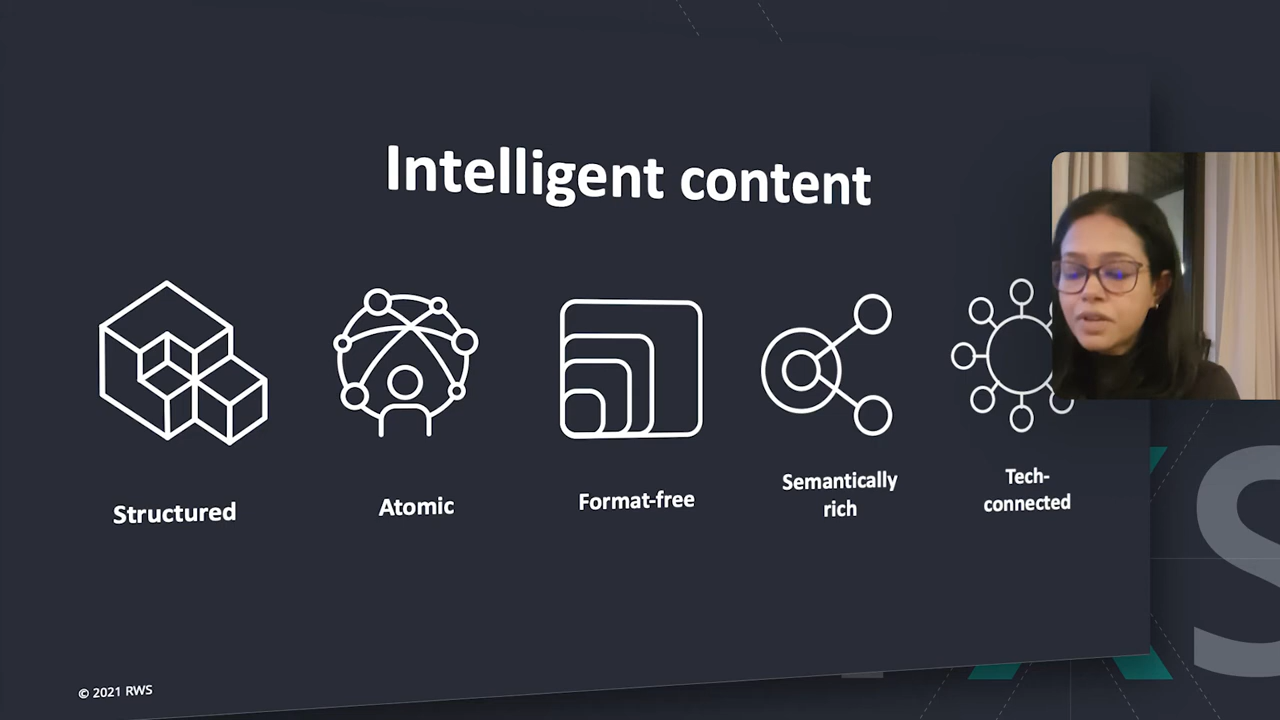 Intelligent content
Structured
Atomic
Format-free
Semantically
rich
Tech-
connected
© 2021 RWS